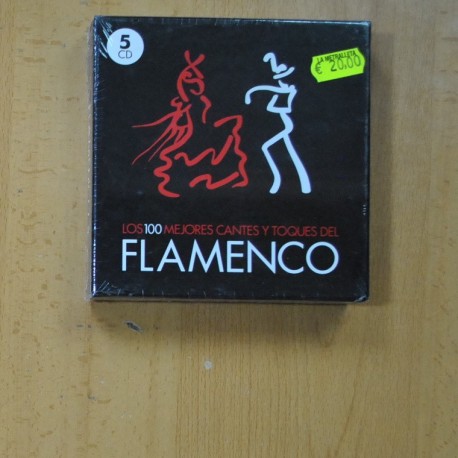 5
CD
LA METRALLETA
€ 20.00
LOS 100 MEJORES CANTES Y TOQUES DEL
FLAMENCO